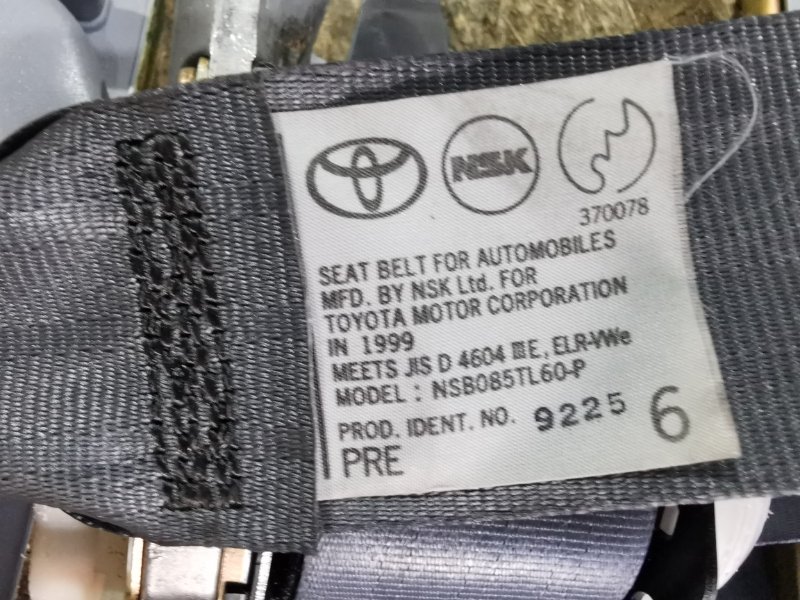 NSK
370078
SEAT BELT FOR AUTOMOBILES
MFD. BY NSK Ltd. FOR
TOYOTA MOTOR CORPORATION
IN 1999
MEETS JIS D 4604 ⅢE, ELR-VWe
MODEL : NSB085TL60-P
PROD. IDENT. NO. 9225 6
PRE